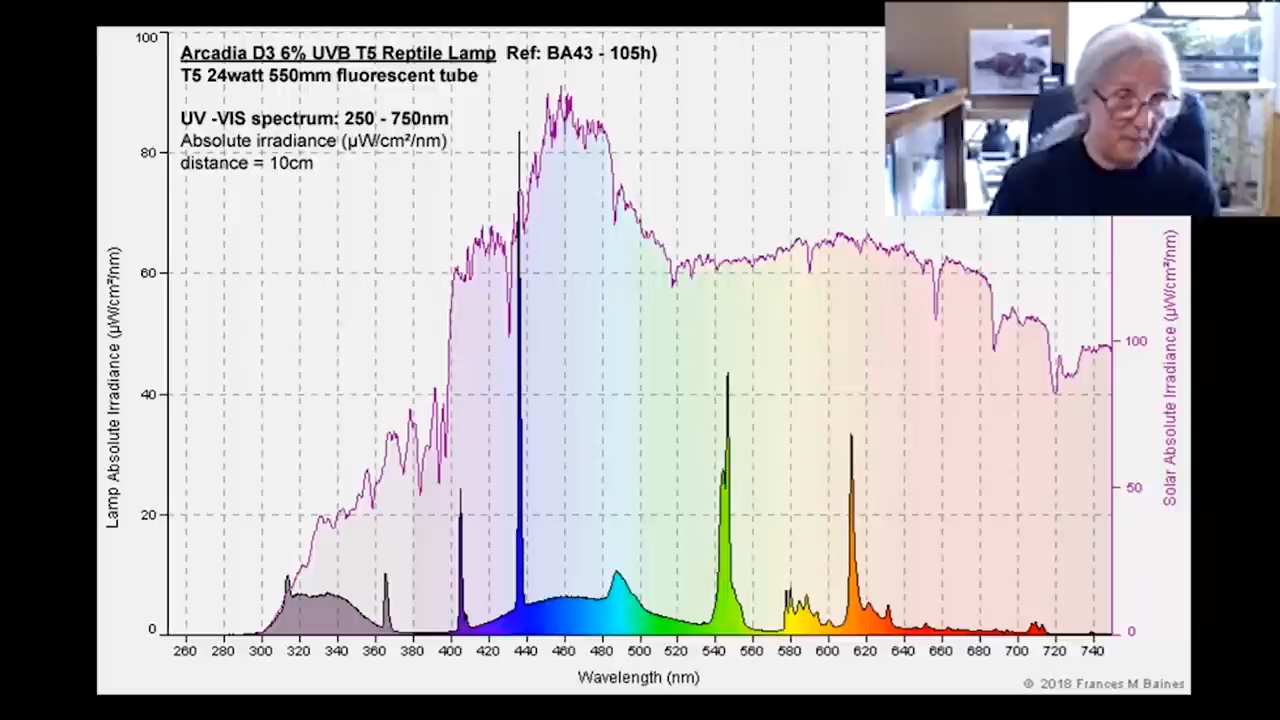 Arcadia D3 6% UVB T5 Reptile Lamp Ref: BA43 - 105h)
T5 24watt 550mm fluorescent tube
UV -VIS spectrum: 250 - 750nm
Absolute irradiance (µW/cm²/nm)
distance = 10cm
Lamp Absolute Irradiance (µW/cm²/nm)
100
80
60
40
20
0
Solar Absolute Irradiance (µW/cm²/nm)
100
50
0
260 280 300 320 340 360 380 400 420 440 460 480 500 520 540 560 580 600 620 640 660 680 700 720 740
Wavelength (nm)
© 2018 Frances M Baines